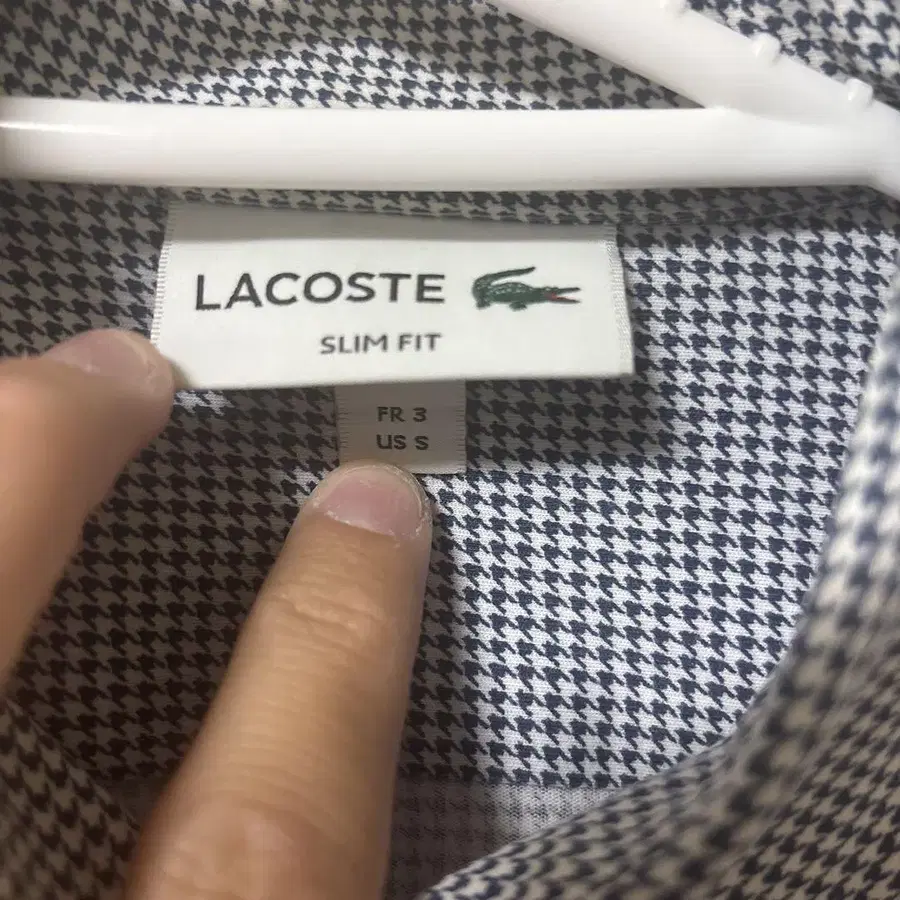 LACOSTE
SLIM FIT
FR 3
US S